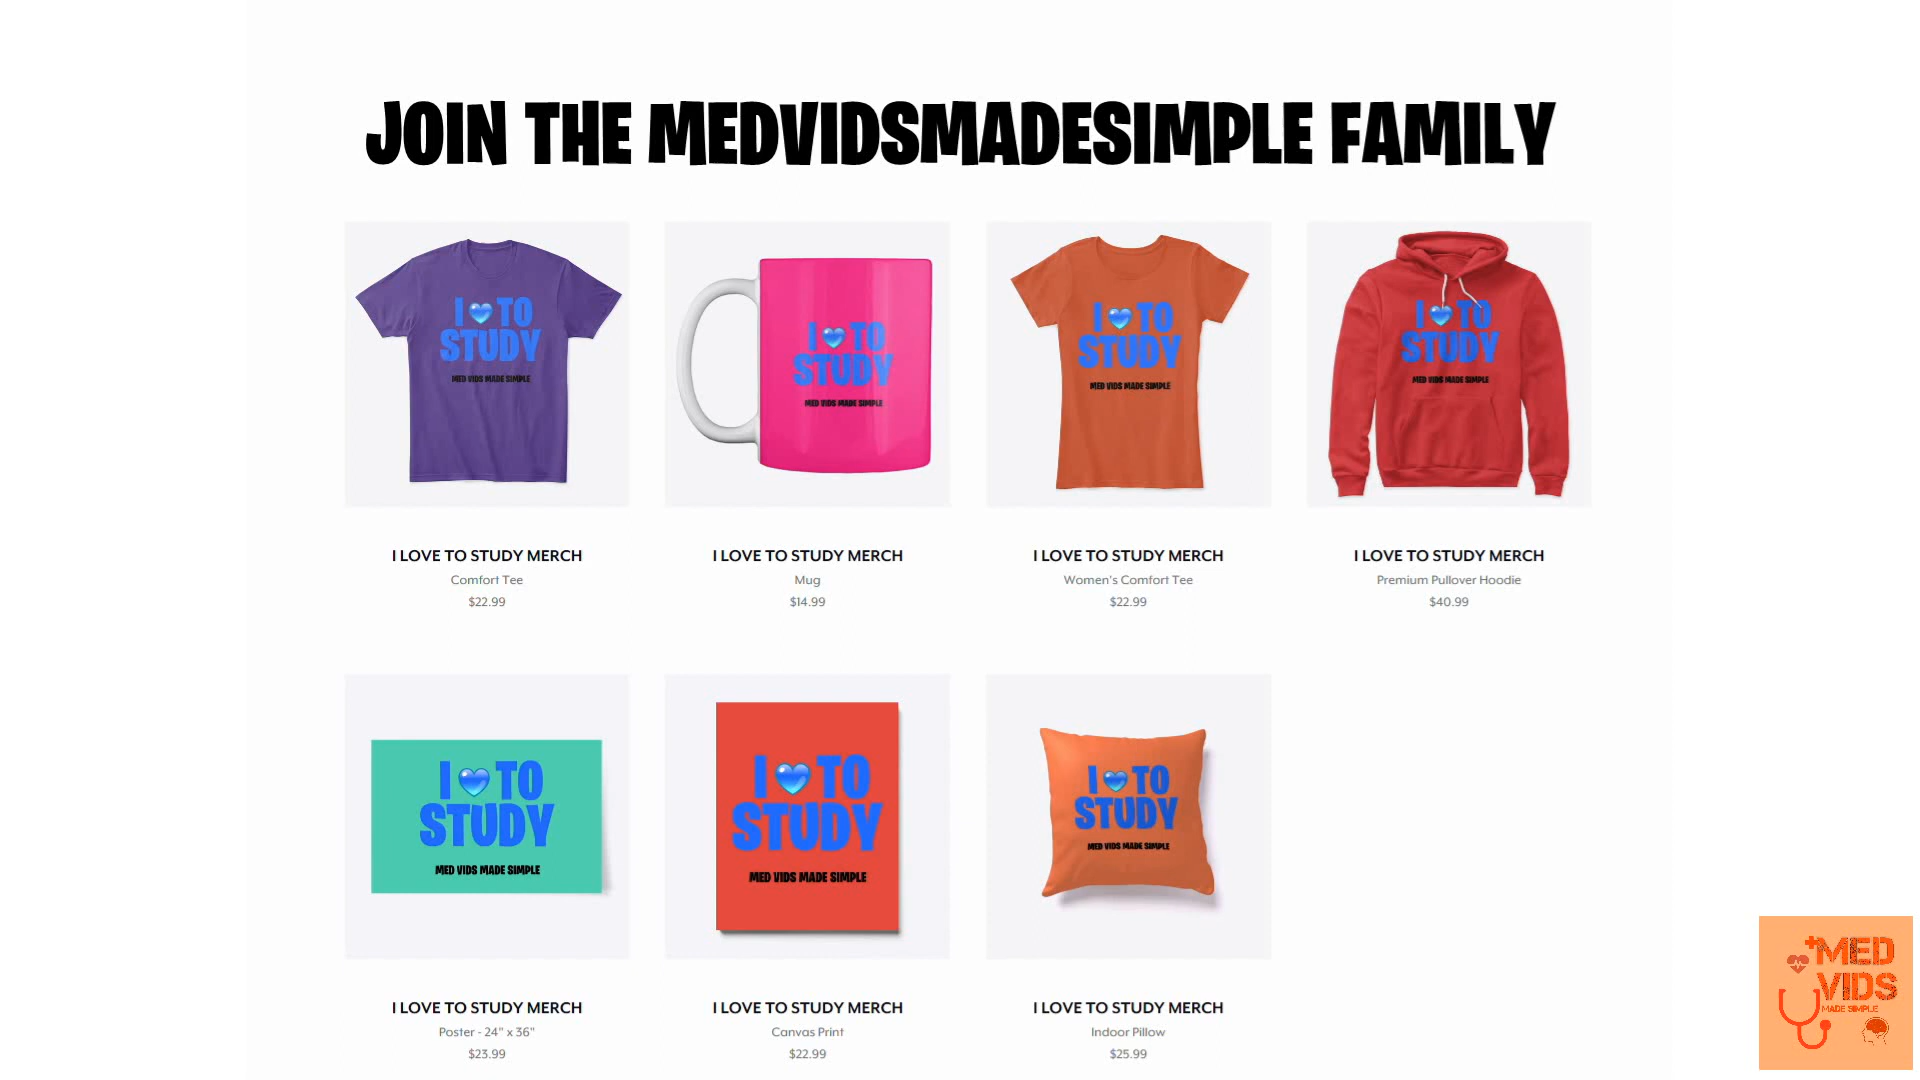 JOIN THE MEDVIDSMADESIMPLE FAMILY
I 💙 TO
STUDY
MED VIDS MADE SIMPLE
I LOVE TO STUDY MERCH
Comfort Tee
$22.99
I 💙 TO
STUDY
MED VIDS MADE SIMPLE
I LOVE TO STUDY MERCH
Mug
$14.99
I 💙 TO
STUDY
MED VIDS MADE SIMPLE
I LOVE TO STUDY MERCH
Women's Comfort Tee
$22.99
I 💙 TO
STUDY
MED VIDS MADE SIMPLE
I LOVE TO STUDY MERCH
Premium Pullover Hoodie
$40.99
I 💙 TO
STUDY
MED VIDS MADE SIMPLE
I LOVE TO STUDY MERCH
Poster - 24" x 36"
$23.99
I 💙 TO
STUDY
MED VIDS MADE SIMPLE
I LOVE TO STUDY MERCH
Canvas Print
$22.99
I 💙 TO
STUDY
MED VIDS MADE SIMPLE
I LOVE TO STUDY MERCH
Indoor Pillow
$25.99
MED
VIDS
MADE SIMPLE